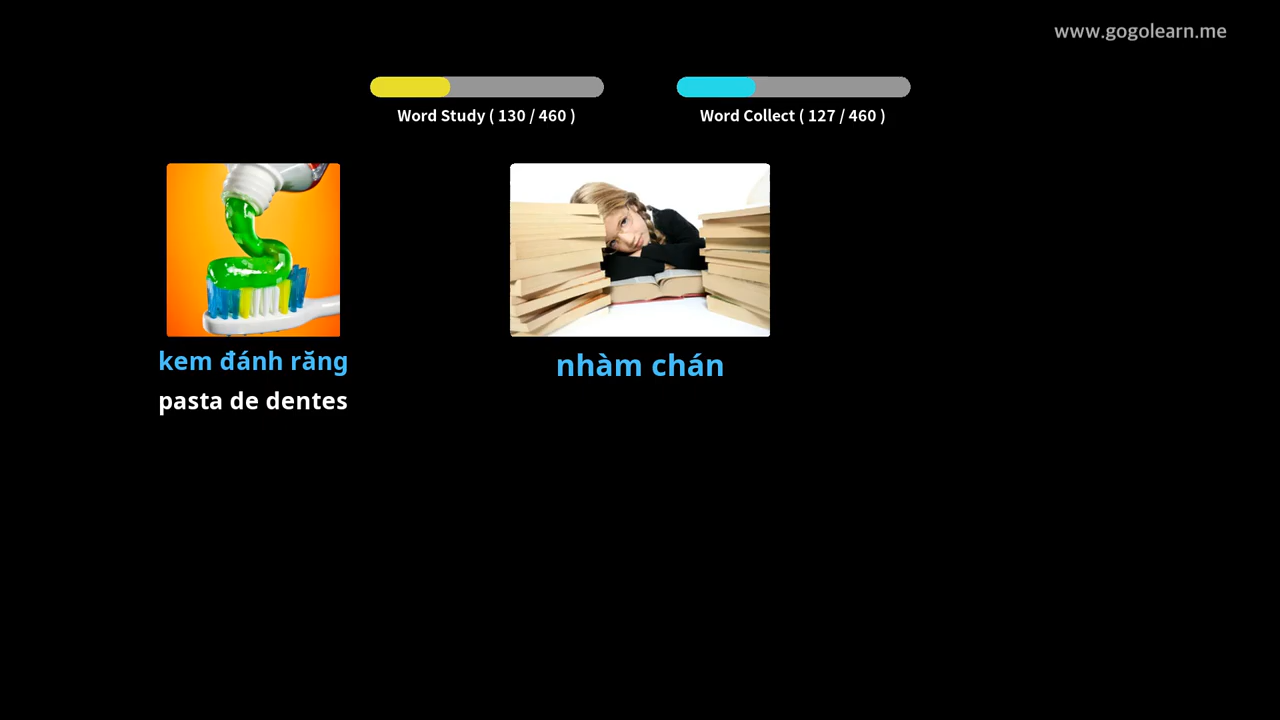 www.gogolearn.me
Word Study ( 130 / 460 )
Word Collect ( 127 / 460 )
kem đánh răng
pasta de dentes
nhàm chán